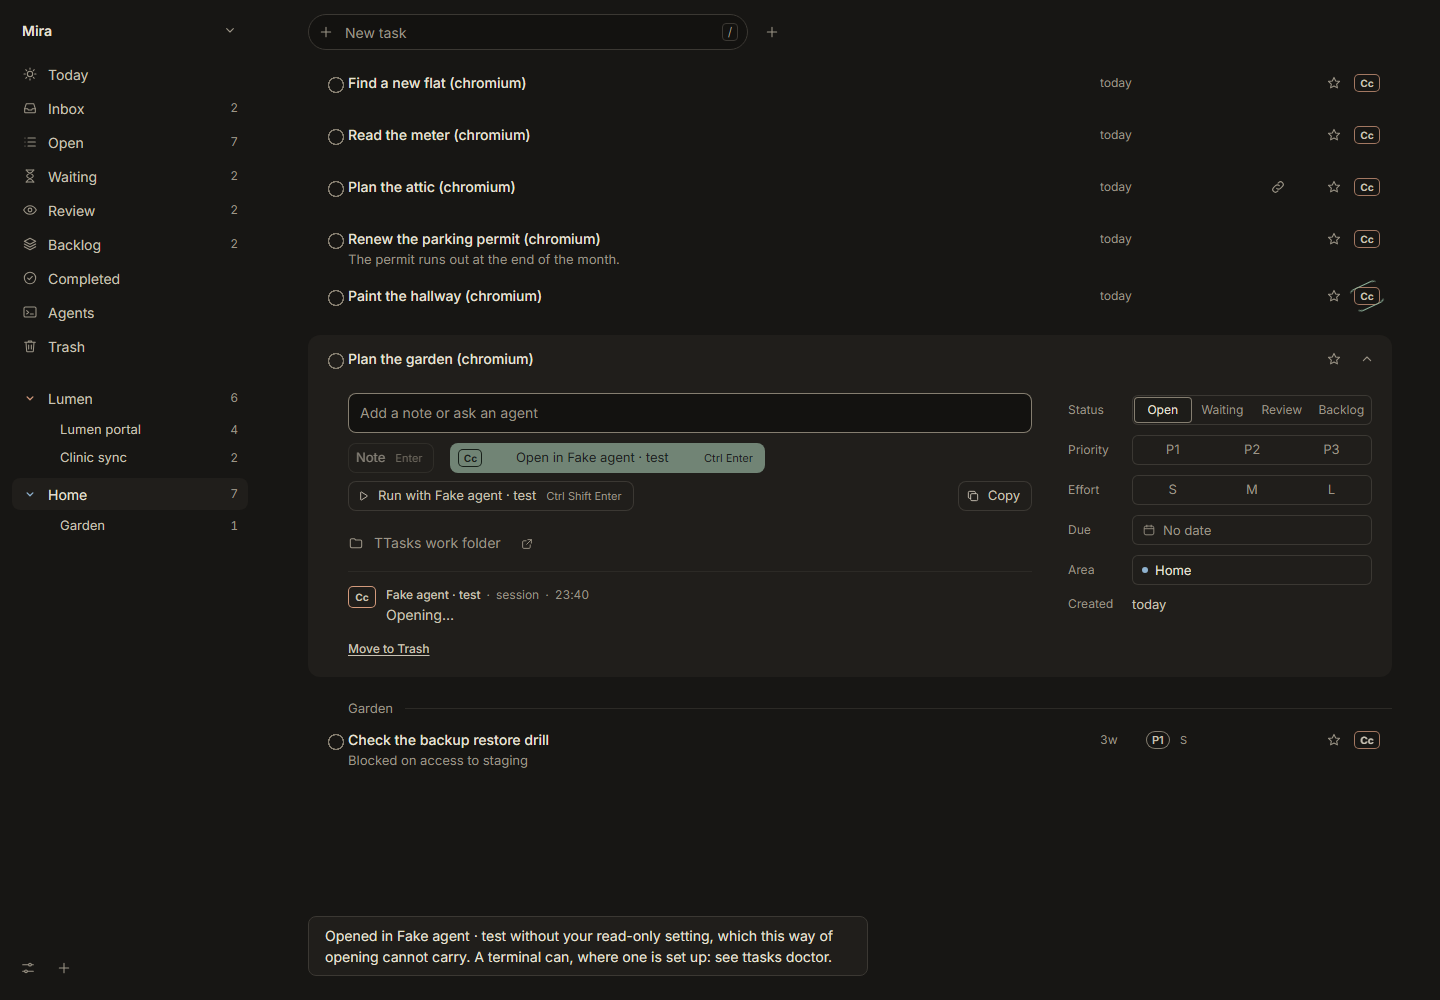 Mira
Today
Inbox 2
Open 7
Waiting 2
Review 2
Backlog 2
Completed
Agents
Trash
Lumen 6
Lumen portal 4
Clinic sync 2
Home 7
Garden 1
New task /
Find a new flat (chromium) today Cc
Read the meter (chromium) today Cc
Plan the attic (chromium) today Cc
Renew the parking permit (chromium) today Cc
The permit runs out at the end of the month.
Paint the hallway (chromium) today Cc
Plan the garden (chromium)
Add a note or ask an agent
Note Enter Cc Open in Fake agent · test Ctrl Enter
Run with Fake agent · test Ctrl Shift Enter Copy
TTasks work folder
Cc Fake agent · test · session · 23:40
Opening...
Move to Trash
Status Open Waiting Review Backlog
Priority P1 P2 P3
Effort S M L
Due No date
Area Home
Created today
Garden
Check the backup restore drill 3w P1 S Cc
Blocked on access to staging
Opened in Fake agent · test without your read-only setting, which this way of
opening cannot carry. A terminal can, where one is set up: see ttasks doctor.